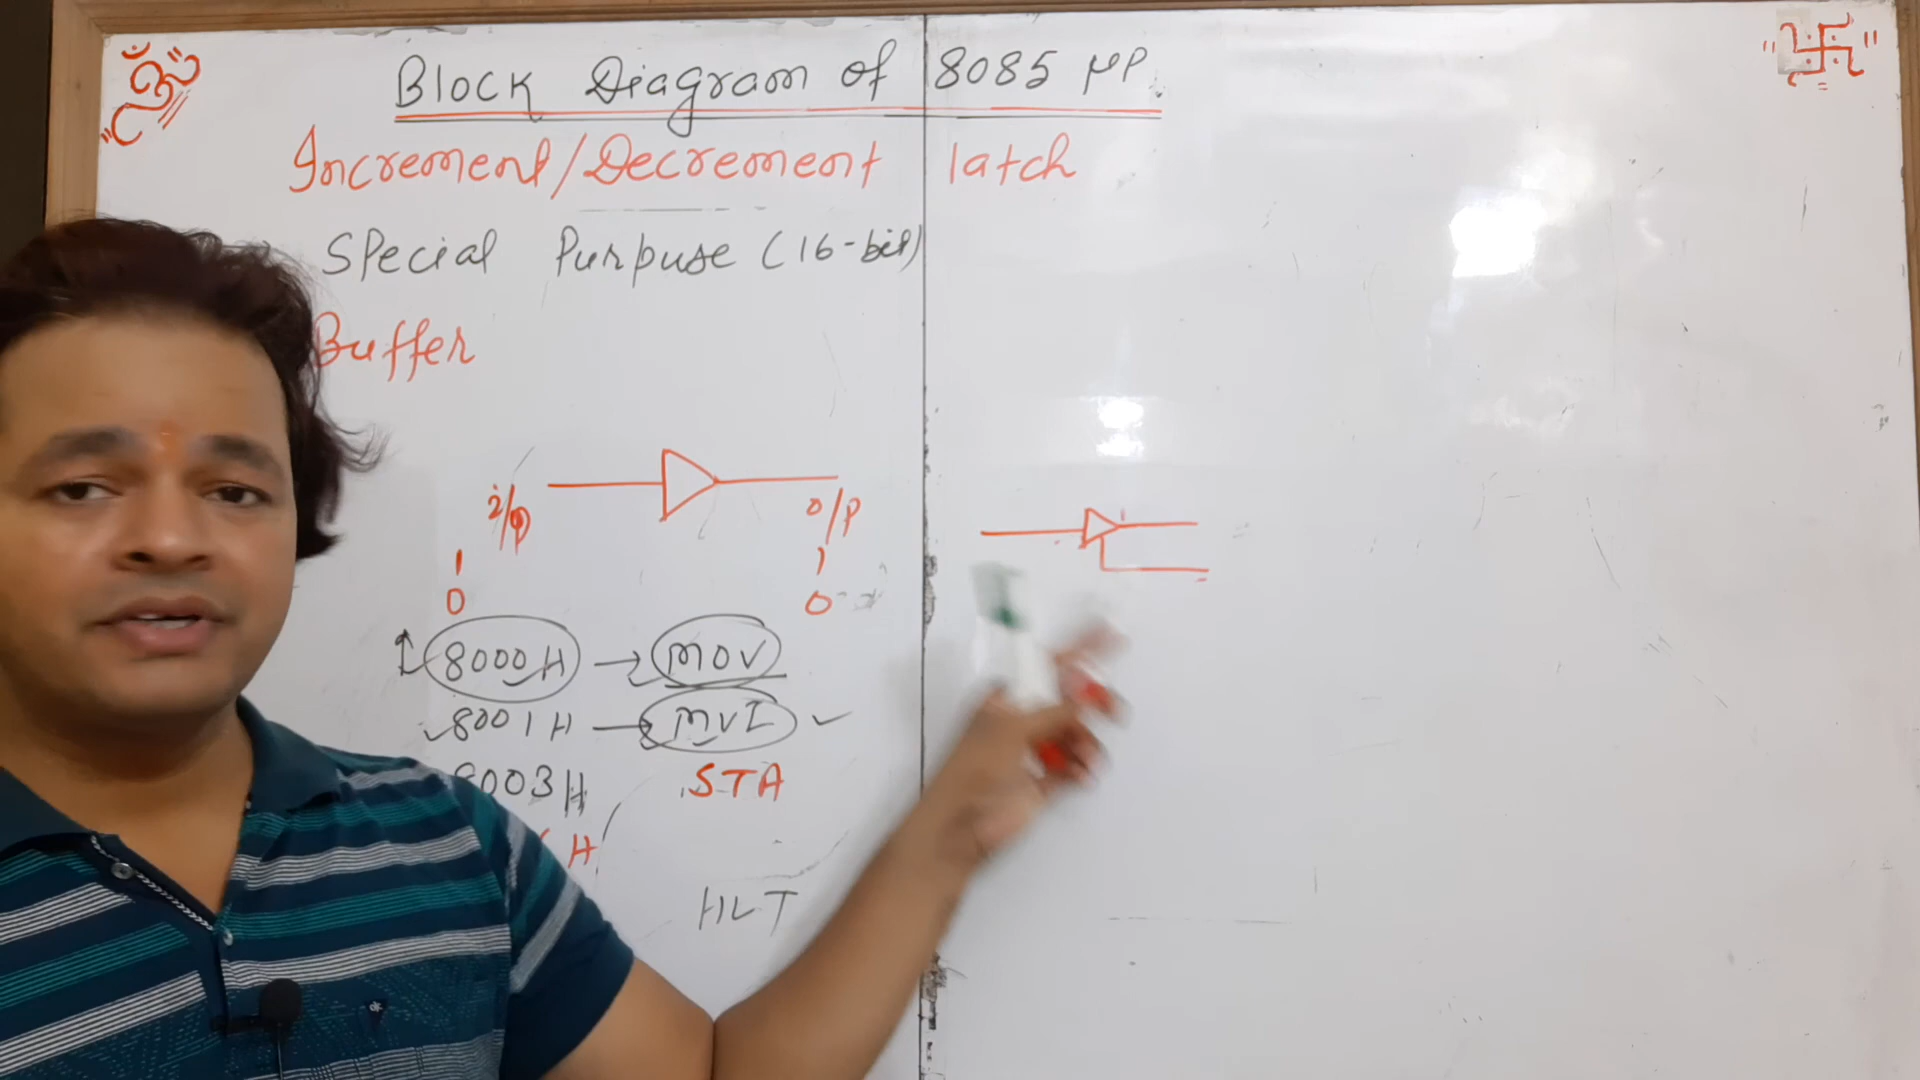 ॐ
Block Diagram of 8085 μP.
Increment/Decrement latch
Special Purpuse (16-bit)
Buffer
i/p o/p
1 1
0 0
8000H → MOV
8001H → MVI
8003H STA
H
HLT